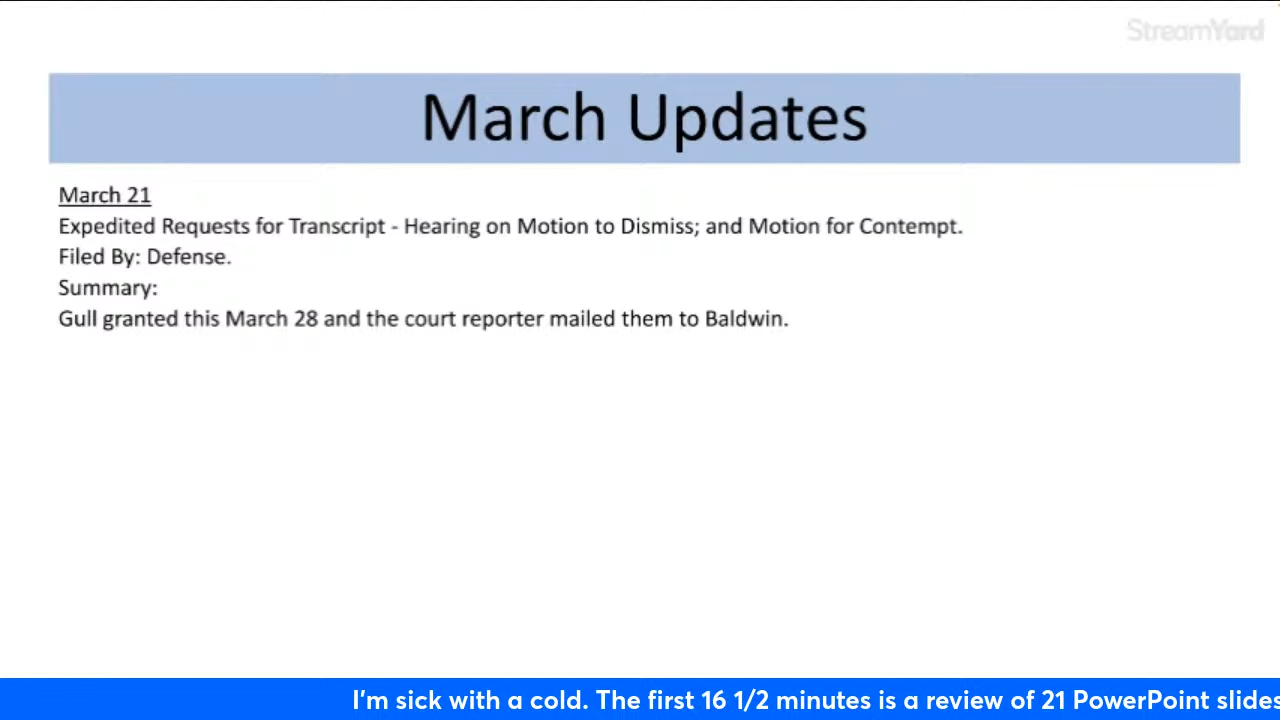 StreamYard
March Updates
March 21
Expedited Requests for Transcript - Hearing on Motion to Dismiss; and Motion for Contempt.
Filed By: Defense.
Summary:
Gull granted this March 28 and the court reporter mailed them to Baldwin.
I'm sick with a cold. The first 16 1/2 minutes is a review of 21 PowerPoint slides